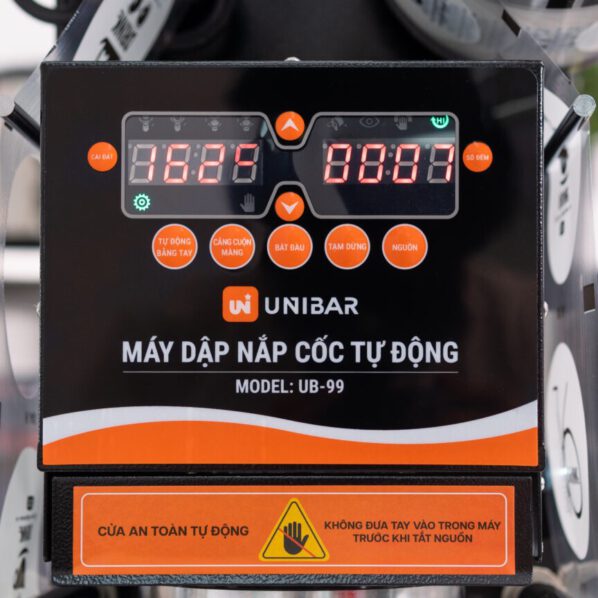 HI
CÀI ĐẶT
162c
0007
SỐ ĐẾM
TỰ ĐỘNG
BẰNG TAY
CĂNG CUỘN
MÀNG
BẮT ĐẦU
TẠM DỪNG
NGUỒN
UNIBAR
MÁY DẬP NẮP CỐC TỰ ĐỘNG
MODEL: UB-99
CỬA AN TOÀN TỰ ĐỘNG
KHÔNG ĐƯA TAY VÀO TRONG MÁY
TRƯỚC KHI TẮT NGUỒN